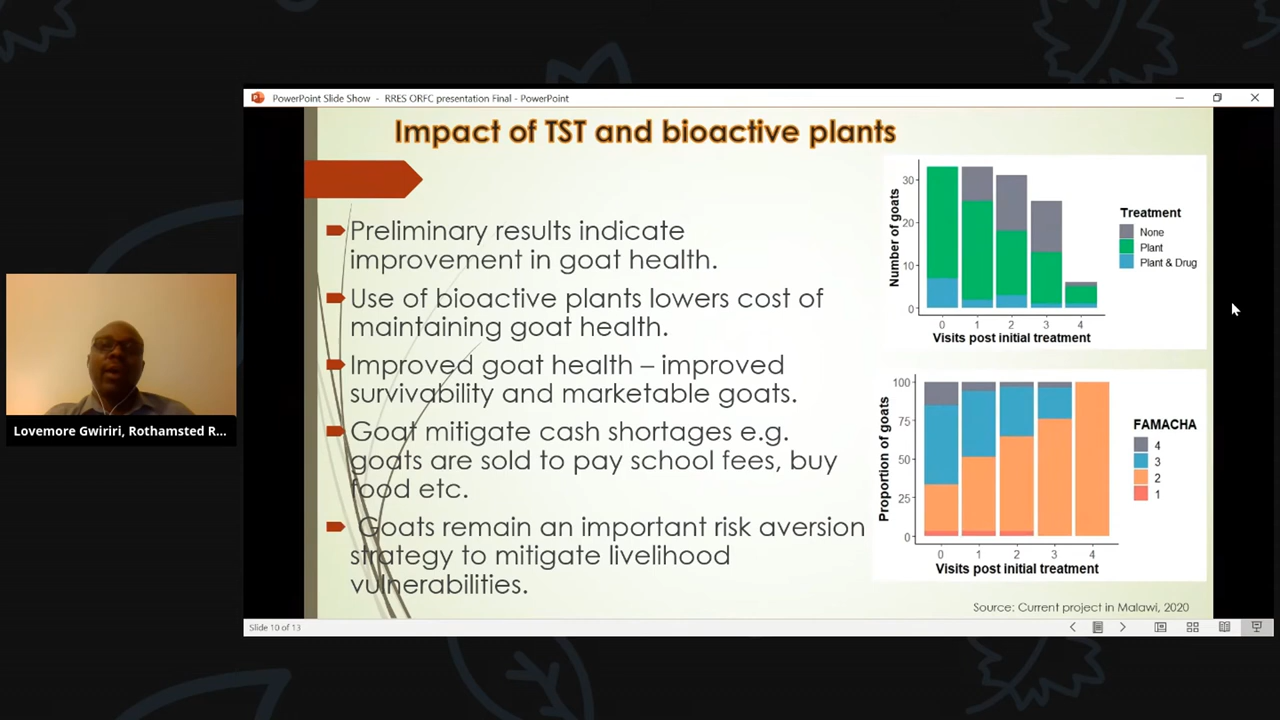 PowerPoint Slide Show - RRES ORFC presentation Final - PowerPoint
Impact of TST and bioactive plants
Preliminary results indicate
improvement in goat health.
Use of bioactive plants lowers cost of
maintaining goat health.
Improved goat health – improved
survivability and marketable goats.
Goat mitigate cash shortages e.g.
goats are sold to pay school fees, buy
food etc.
Goats remain an important risk aversion
strategy to mitigate livelihood
vulnerabilities.
Number of goats
30
20
10
0
0 1 2 3 4
Visits post initial treatment
Treatment
None
Plant
Plant & Drug
Proportion of goats
100
75
50
25
0
0 1 2 3 4
Visits post initial treatment
FAMACHA
4
3
2
1
Source: Current project in Malawi, 2020
Slide 10 of 13
Lovemore Gwiriri, Rothamsted R...